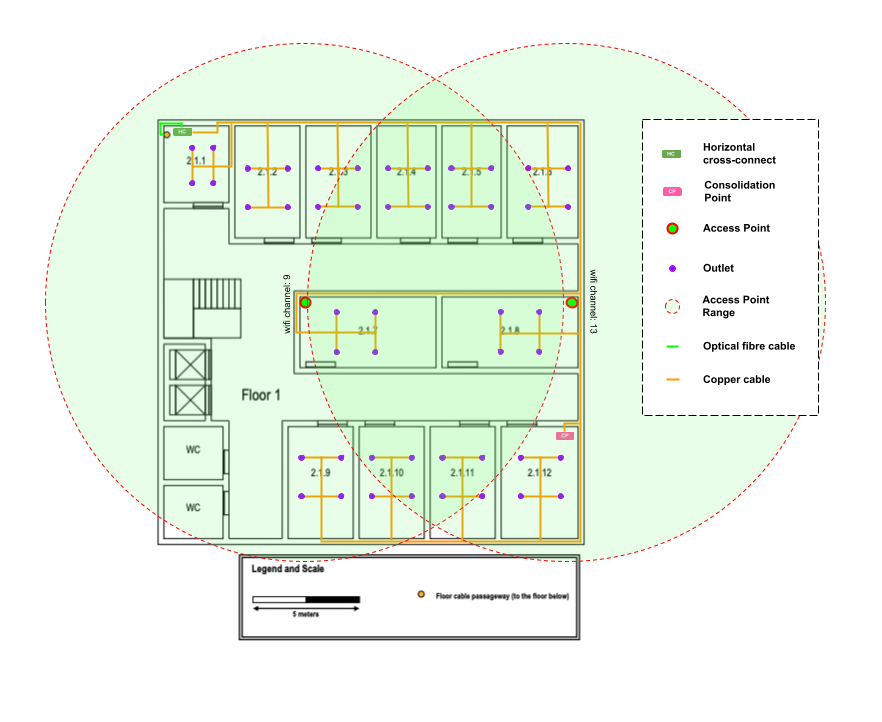 HC
2.1.1
2.1.2
2.1.3
2.1.4
2.1.5
2.1.6
HC
Horizontal
cross-connect
CP
Consolidation
Point
Access Point
Outlet
Access Point
Range
Optical fibre cable
Copper cable
wifi channel: 9
2.1.7
2.1.8
wifi channel: 13
Floor 1
CP
WC
2.1.9
2.1.10
2.1.11
2.1.12
WC
Legend and Scale
5 meters
Floor cable passageway (to the floor below)